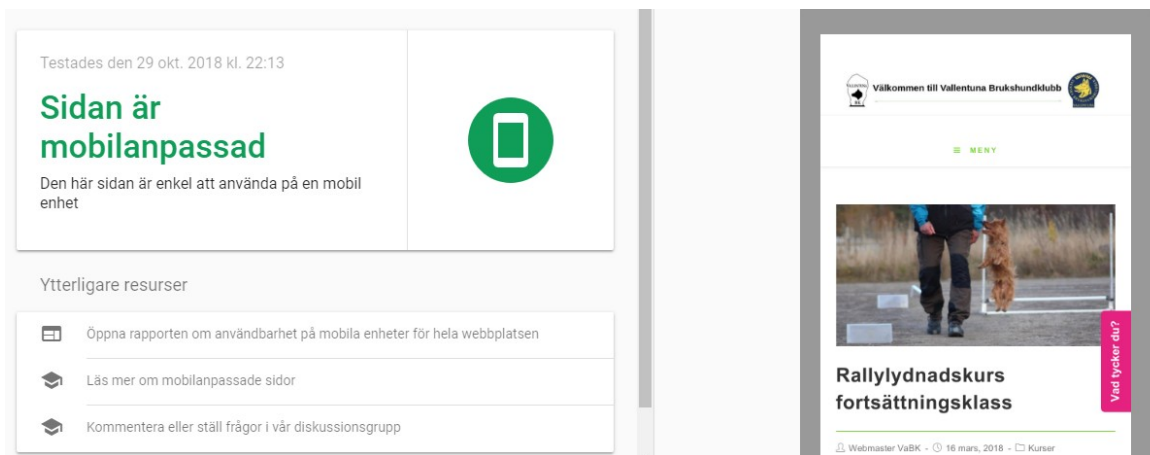 Testades den 29 okt. 2018 kl. 22:13
Sidan är
mobilanpassad
Den här sidan är enkel att använda på en mobil
enhet
Ytterligare resurser
Öppna rapporten om användbarhet på mobila enheter för hela webbplatsen
Läs mer om mobilanpassade sidor
Kommentera eller ställ frågor i vår diskussionsgrupp
Välkommen till Vallentuna Brukshundklubb
MENY
Vad tycker du?
Rallylydnadskurs
fortsättningsklass
Webmaster VaBK - 16 mars, 2018 - Kurser